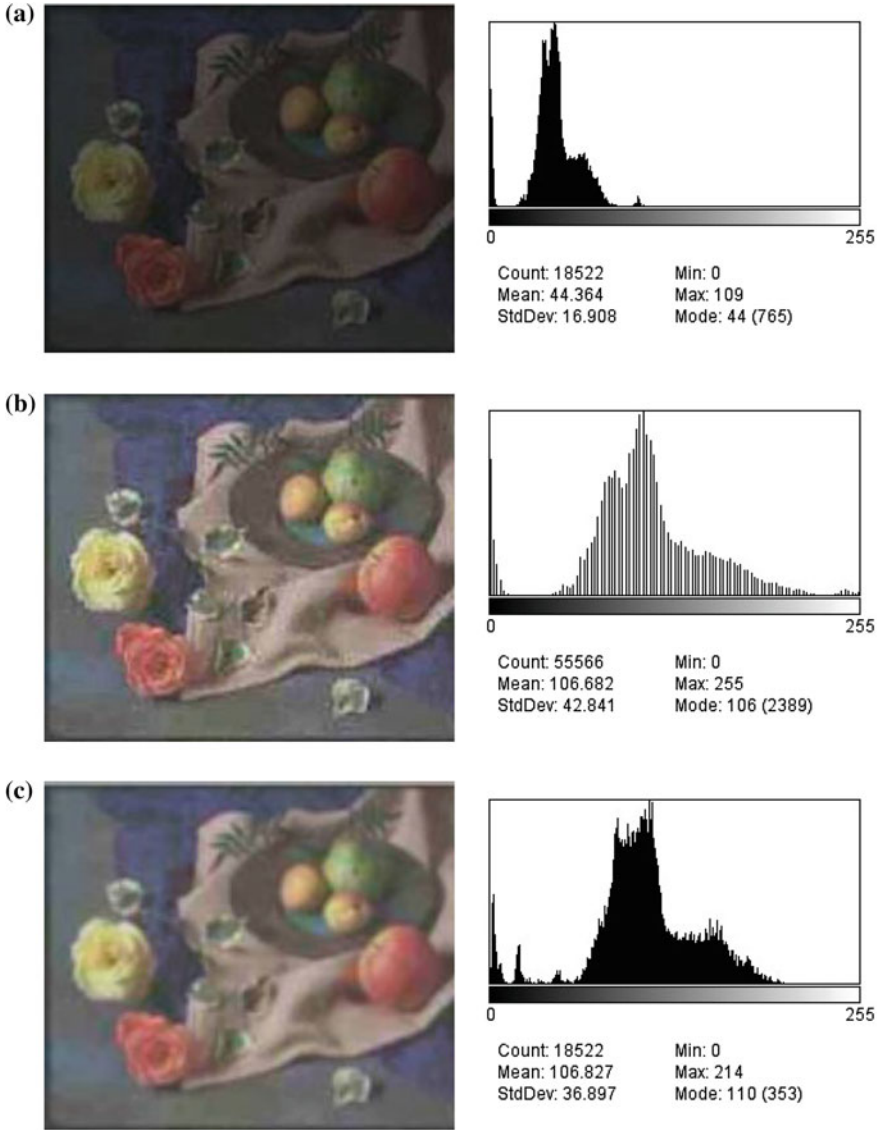 (a)
0 255
Count: 18522 Min: 0
Mean: 44.364 Max: 109
StdDev: 16.908 Mode: 44 (765)
(b)
0 255
Count: 55566 Min: 0
Mean: 106.682 Max: 255
StdDev: 42.841 Mode: 106 (2389)
(c)
0 255
Count: 18522 Min: 0
Mean: 106.827 Max: 214
StdDev: 36.897 Mode: 110 (353)